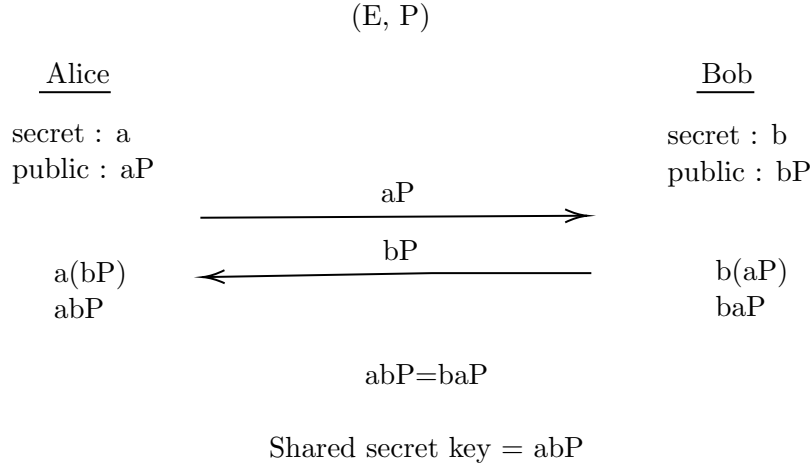 (E, P)
Alice
Bob
secret : a
public : aP
secret : b
public : bP
aP
bP
a(bP)
abP
b(aP)
baP
abP=baP
Shared secret key = abP